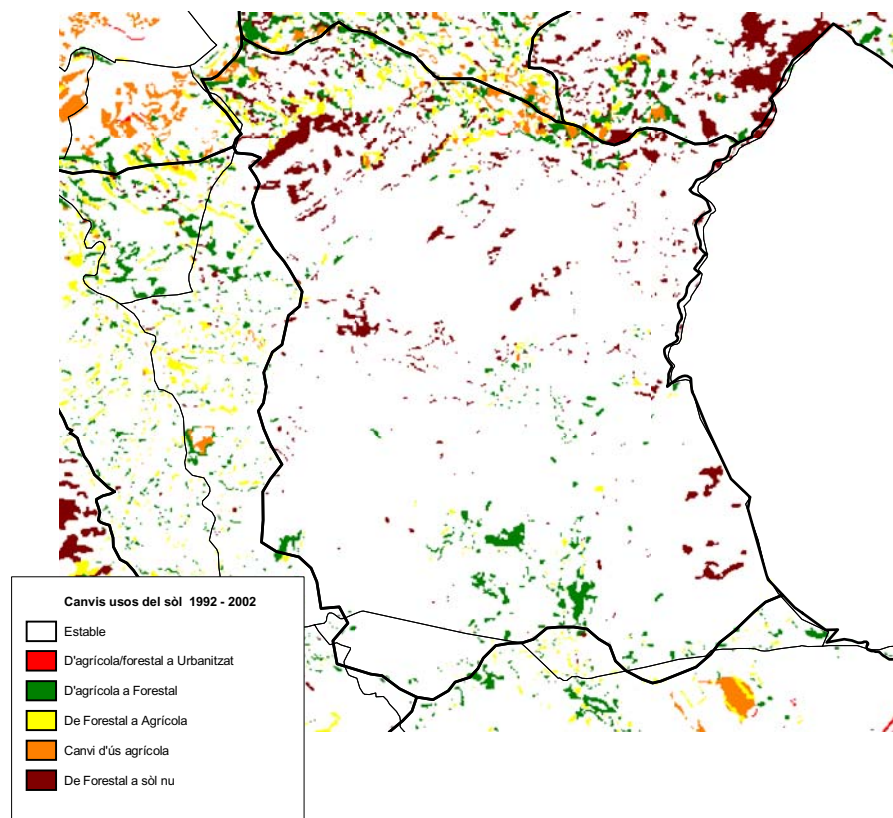 Canvis usos del sòl 1992 - 2002
Estable
D'agrícola/forestal a Urbanitzat
D'agrícola a Forestal
De Forestal a Agrícola
Canvi d'ús agrícola
De Forestal a sòl nu